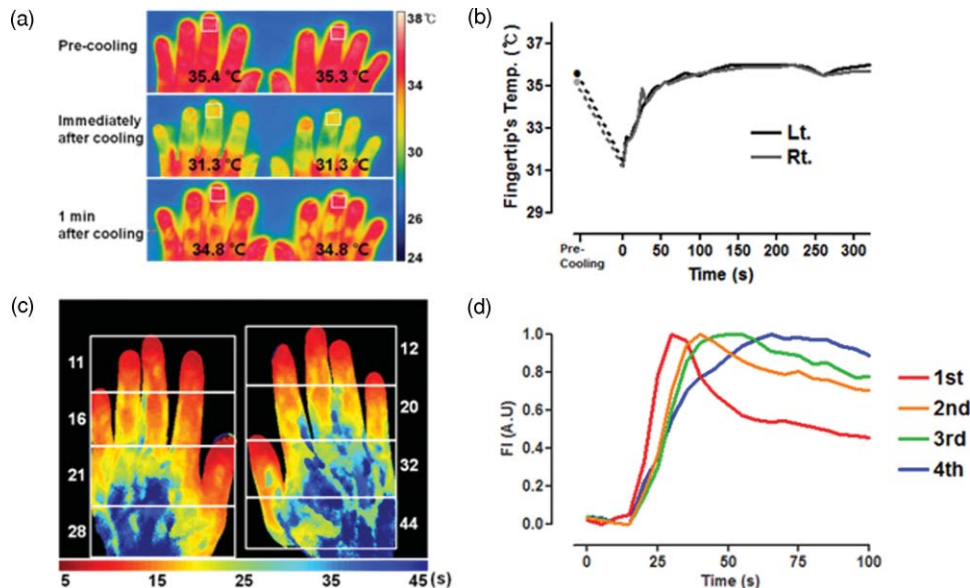 (a)
Pre-cooling
35.4 ℃
35.3 ℃
Immediately
after cooling
31.3 ℃
31.3 ℃
1 min
after cooling
34.8 ℃
34.8 ℃
38℃
34
30
26
24
(b)
Fingertip's Temp. (℃)
37
35
33
31
29
Lt.
Rt.
Pre-
Cooling
0
50
100
150
200
250
300
Time (s)
(c)
11
16
21
28
12
20
32
44
5
15
25
35
45(s)
(d)
FI (A.U)
1.0
0.8
0.6
0.4
0.2
0.0
1st
2nd
3rd
4th
0
25
50
75
100
Time (s)